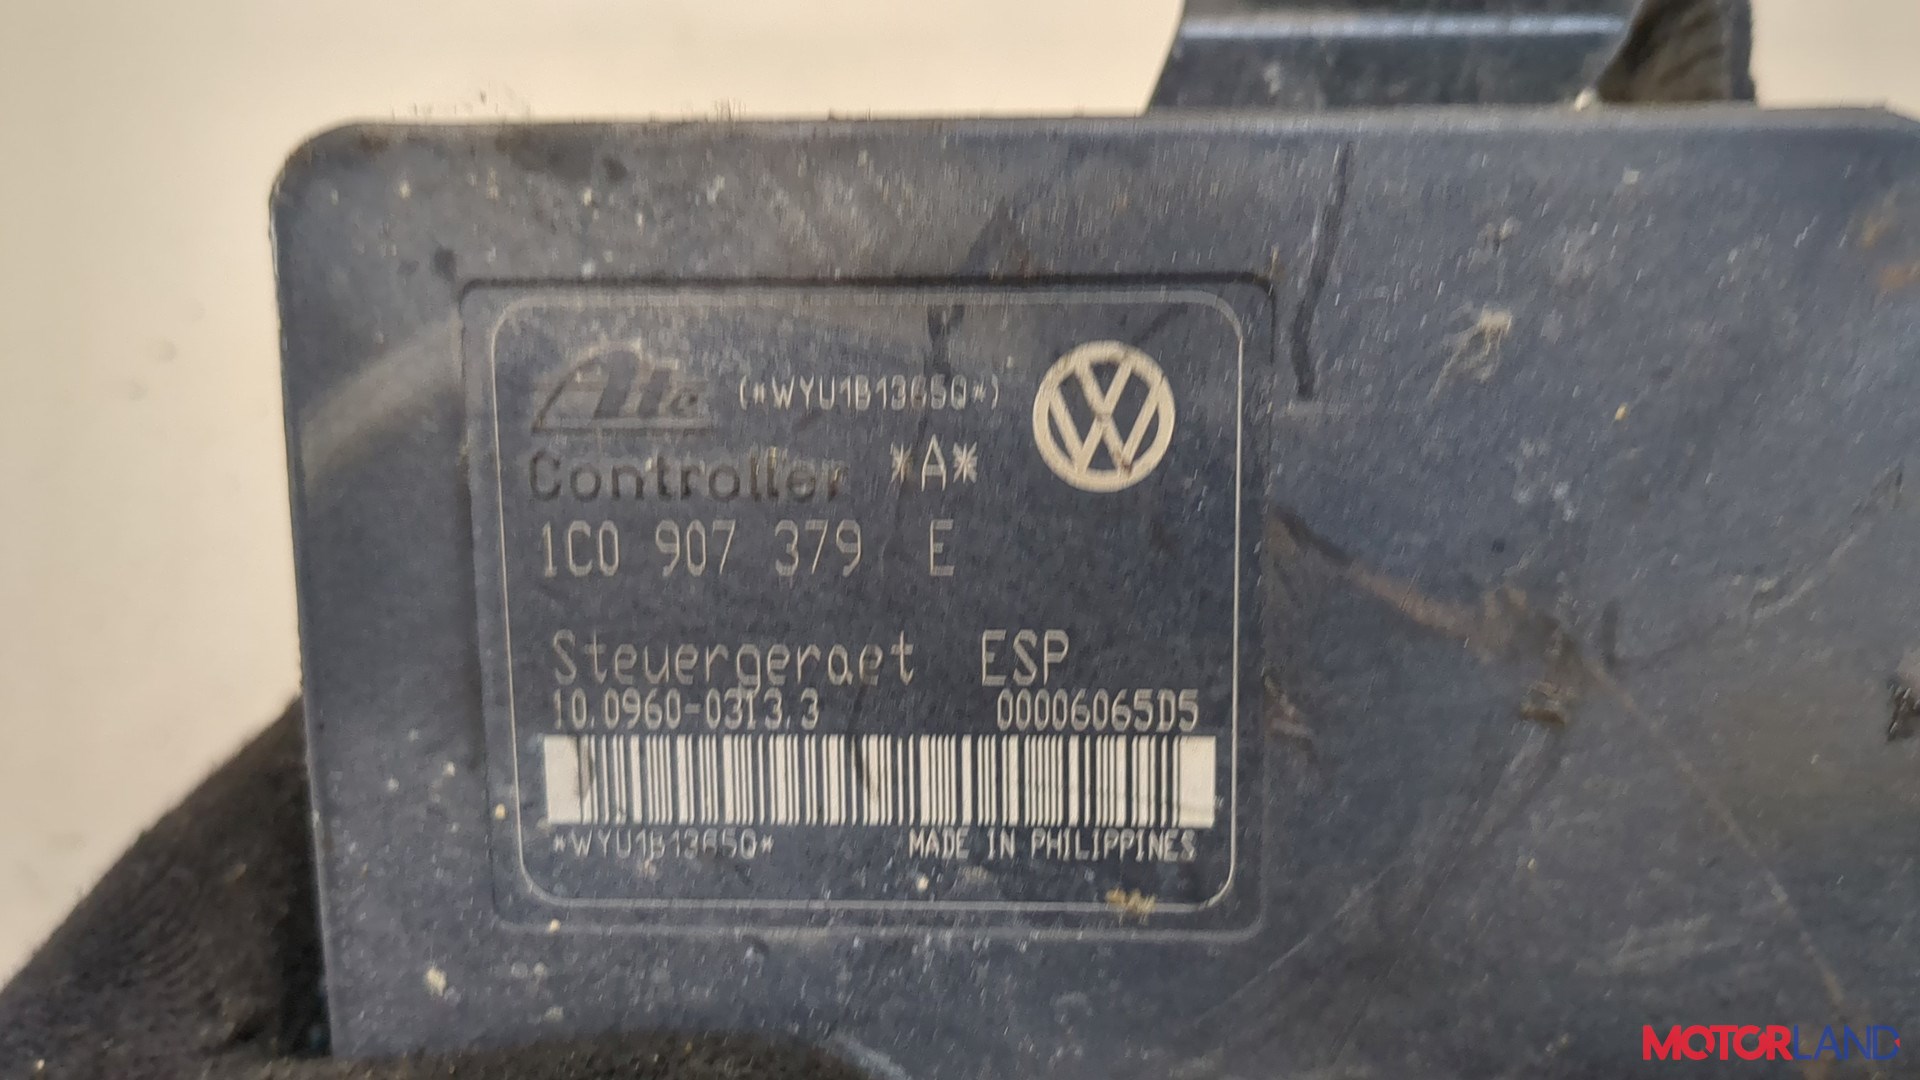 Ate (*WYU1B1365Q*)
Controller *A*
1C0 907 379 E
Steuergeraet ESP
10.0960-0313.3 00006065D5
*WYU1B1365Q* MADE IN PHILIPPINES
MOTORLAND